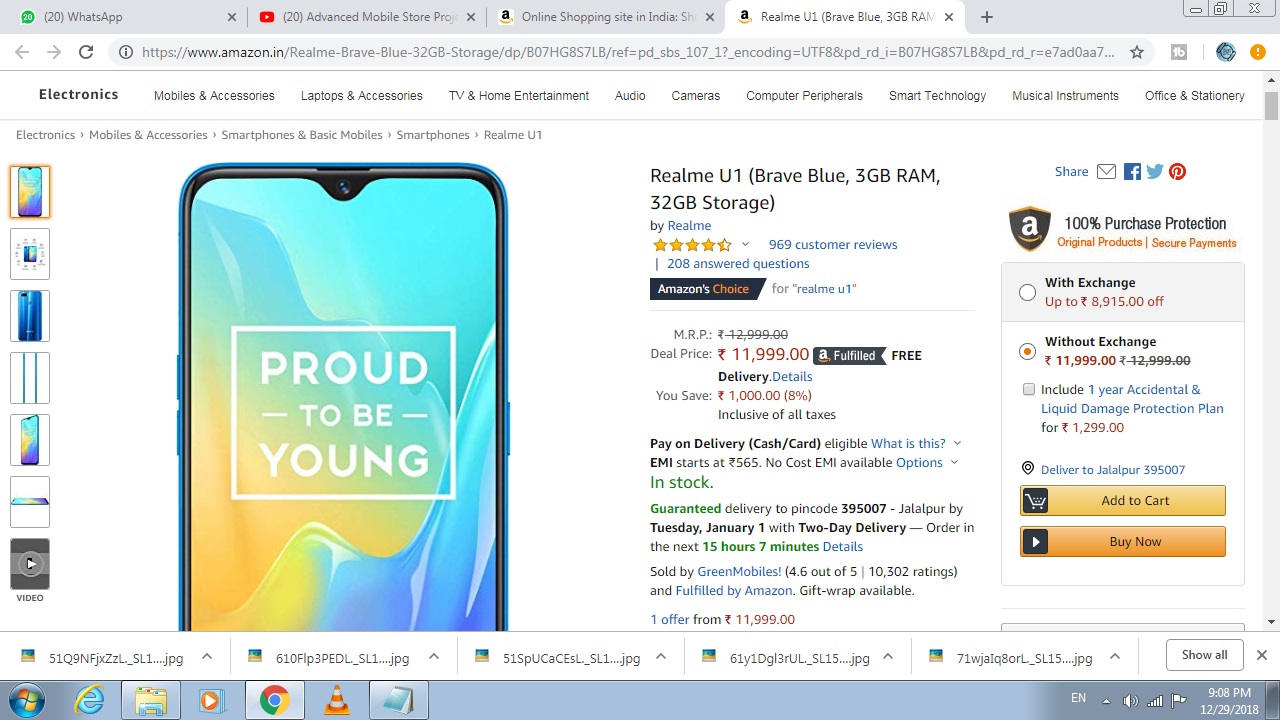 (20) WhatsApp
(20) Advanced Mobile Store Proje
Online Shopping site in India: Sh
Realme U1 (Brave Blue, 3GB RAM
https://www.amazon.in/Realme-Brave-Blue-32GB-Storage/dp/B07HG8S7LB/ref=pd_sbs_107_1?_encoding=UTF8&pd_rd_i=B07HG8S7LB&pd_rd_r=e7ad0aa7...
Electronics
Mobiles & Accessories
Laptops & Accessories
TV & Home Entertainment
Audio
Cameras
Computer Peripherals
Smart Technology
Musical Instruments
Office & Stationery
Electronics › Mobiles & Accessories › Smartphones & Basic Mobiles › Smartphones › Realme U1
VIDEO
PROUD
— TO BE —
YOUNG
Realme U1 (Brave Blue, 3GB RAM,
32GB Storage)
by Realme
969 customer reviews
| 208 answered questions
Amazon's Choice for "realme u1"
M.R.P.: ₹ 12,999.00
Deal Price: ₹ 11,999.00 Fulfilled FREE
Delivery.Details
You Save: ₹ 1,000.00 (8%)
Inclusive of all taxes
Pay on Delivery (Cash/Card) eligible What is this?
EMI starts at ₹565. No Cost EMI available Options
In stock.
Guaranteed delivery to pincode 395007 - Jalalpur by
Tuesday, January 1 with Two-Day Delivery — Order in
the next 15 hours 7 minutes Details
Sold by GreenMobiles! (4.6 out of 5 | 10,302 ratings)
and Fulfilled by Amazon. Gift-wrap available.
1 offer from ₹ 11,999.00
Share
100% Purchase Protection
Original Products | Secure Payments
With Exchange
Up to ₹ 8,915.00 off
Without Exchange
₹ 11,999.00 ₹ 12,999.00
Include 1 year Accidental &
Liquid Damage Protection Plan
for ₹ 1,299.00
Deliver to Jalalpur 395007
Add to Cart
Buy Now
51Q9NFjxZzL._SL1....jpg
610Flp3PEDL._SL1....jpg
51SpUCaCEsL._SL1....jpg
61y1Dgl3rUL._SL15....jpg
71wjaIq8orL._SL15....jpg
Show all
EN
9:08 PM
12/29/2018